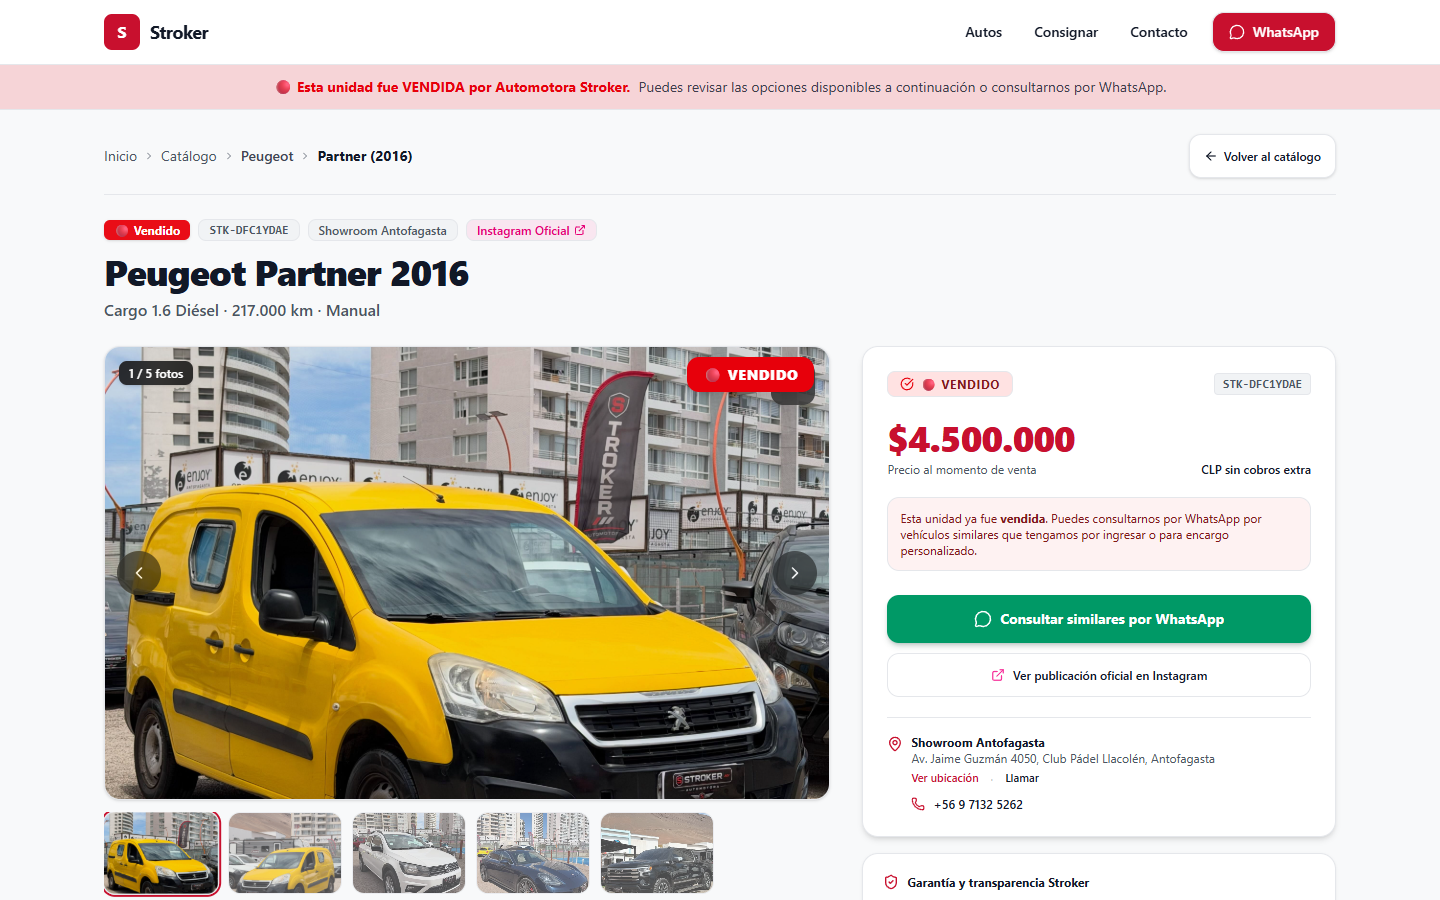 S Stroker
Autos
Consignar
Contacto
WhatsApp
Esta unidad fue VENDIDA por Automotora Stroker. Puedes revisar las opciones disponibles a continuación o consultarnos por WhatsApp.
Inicio > Catálogo > Peugeot > Partner (2016)
Volver al catálogo
Vendido
STK-DFC1YDAE
Showroom Antofagasta
Instagram Oficial
Peugeot Partner 2016
Cargo 1.6 Diésel · 217.000 km · Manual
1 / 5 fotos
VENDIDO
STROKER
enjoy
enjoy
enjoy
enjoy
enjoy
STROKER
AUTOMOTORA
VENDIDO
STK-DFC1YDAE
$4.500.000
Precio al momento de venta
CLP sin cobros extra
Esta unidad ya fue vendida. Puedes consultarnos por WhatsApp por
vehículos similares que tengamos por ingresar o para encargo
personalizado.
Consultar similares por WhatsApp
Ver publicación oficial en Instagram
Showroom Antofagasta
Av. Jaime Guzmán 4050, Club Pádel Llacolén, Antofagasta
Ver ubicación · Llamar
+56 9 7132 5262
Garantía y transparencia Stroker